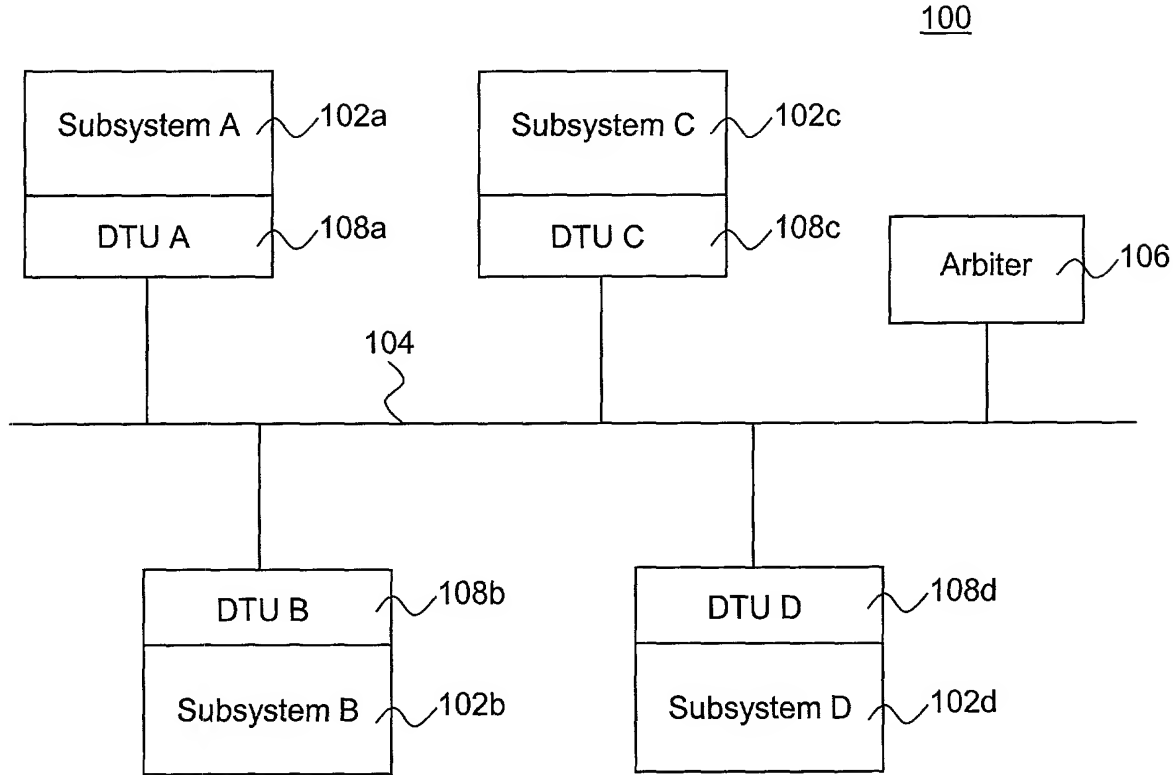 100
Subsystem A
102a
Subsystem C
102c
DTU A
108a
DTU C
108c
Arbiter
106
104
DTU B
108b
DTU D
108d
Subsystem B
102b
Subsystem D
102d